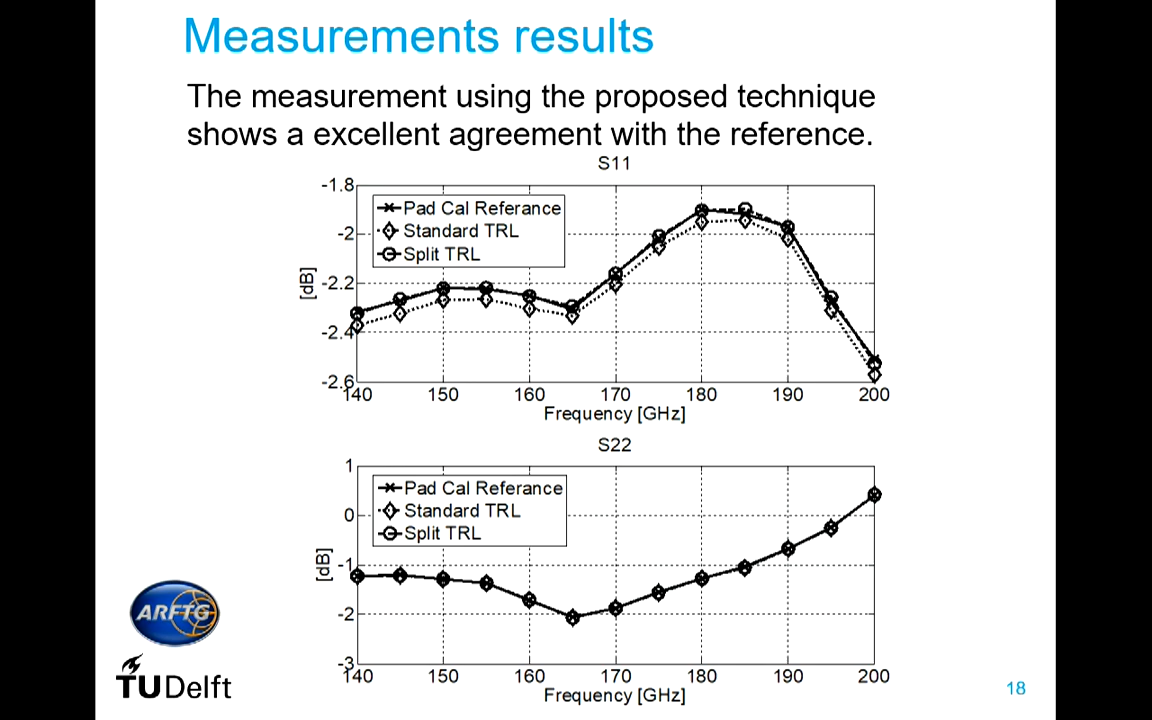 Measurements results
The measurement using the proposed technique
shows a excellent agreement with the reference.
S11
-1.8
-2
-2.2
-2.4
-2.6
[dB]
Pad Cal Referance
Standard TRL
Split TRL
140 150 160 170 180 190 200
Frequency [GHz]
S22
1
0
-1
-2
-3
[dB]
Pad Cal Referance
Standard TRL
Split TRL
140 150 160 170 180 190 200
Frequency [GHz]
ARFTG
TU Delft
18